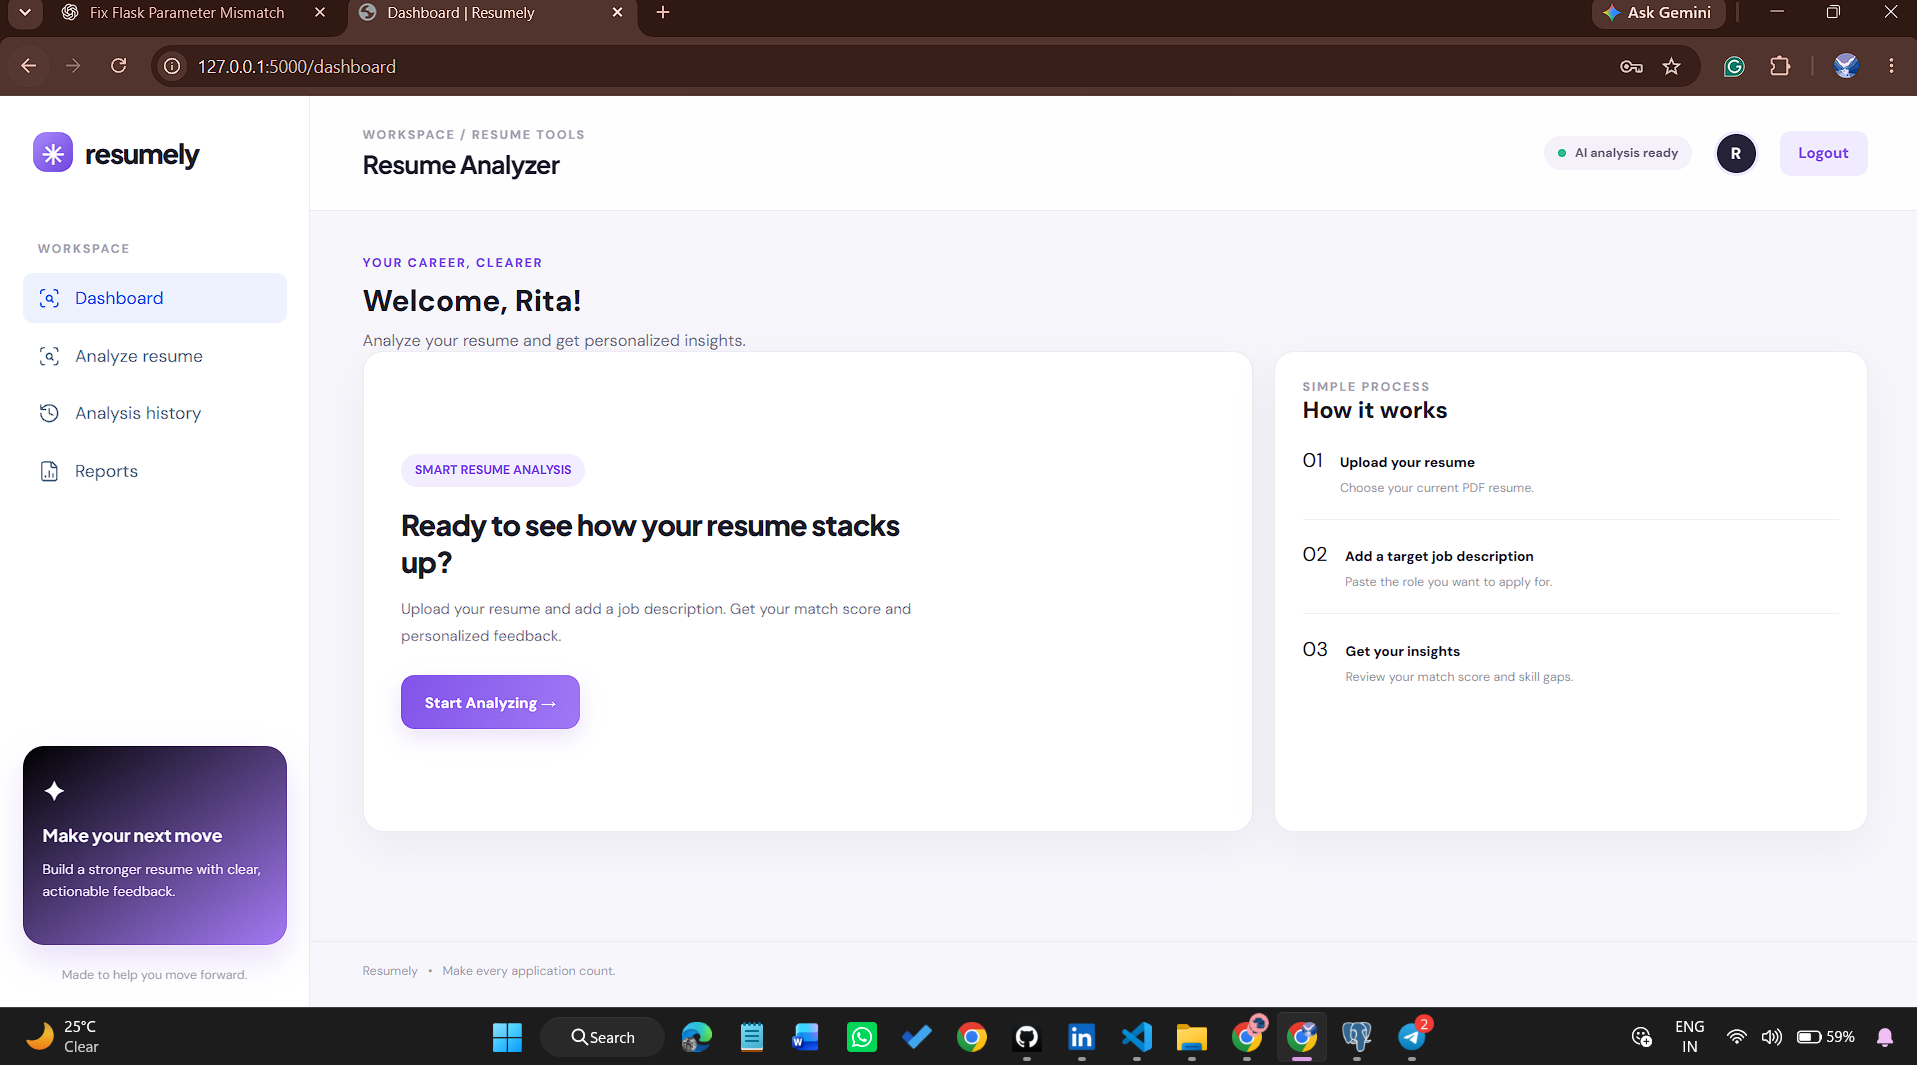 Fix Flask Parameter Mismatch
Dashboard | Resumely
Ask Gemini
127.0.0.1:5000/dashboard
resumely
WORKSPACE
Dashboard
Analyze resume
Analysis history
Reports
Make your next move
Build a stronger resume with clear,
actionable feedback.
Made to help you move forward.
WORKSPACE / RESUME TOOLS
Resume Analyzer
AI analysis ready
R
Logout
YOUR CAREER, CLEARER
Welcome, Rita!
Analyze your resume and get personalized insights.
SMART RESUME ANALYSIS
Ready to see how your resume stacks
up?
Upload your resume and add a job description. Get your match score and
personalized feedback.
Start Analyzing →
SIMPLE PROCESS
How it works
01 Upload your resume
Choose your current PDF resume.
02 Add a target job description
Paste the role you want to apply for.
03 Get your insights
Review your match score and skill gaps.
Resumely • Make every application count.
25°C
Clear
Search
2
ENG
IN
59%